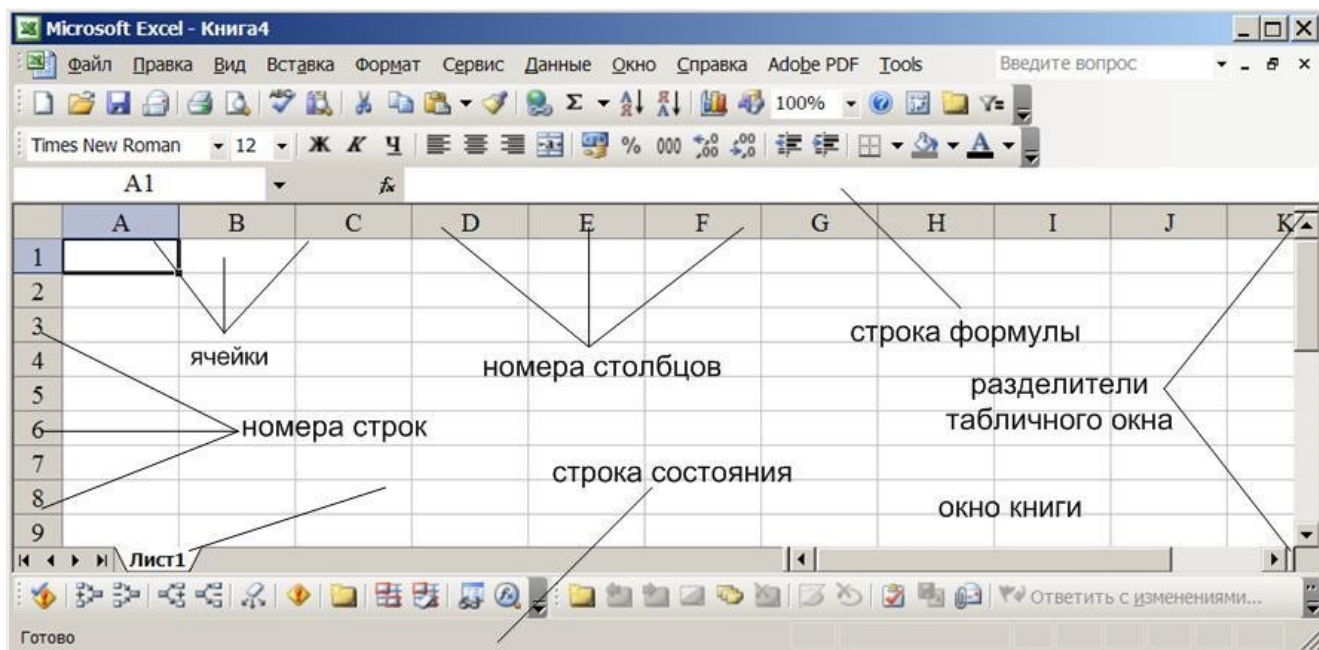 Microsoft Excel - Книга4
Файл Правка Вид Вставка Формат Сервис Данные Окно Справка Adobe PDF Tools Введите вопрос
100%
Times New Roman 12 Ж К Ч % 000
A1 fx
A B C D E F G H I J K
1
2
3
строка формулы
4
ячейки
номера столбцов
5
разделители
табличного окна
6
номера строк
7
строка состояния
8
окно книги
9
Лист1
Ответить с изменениями...
Готово